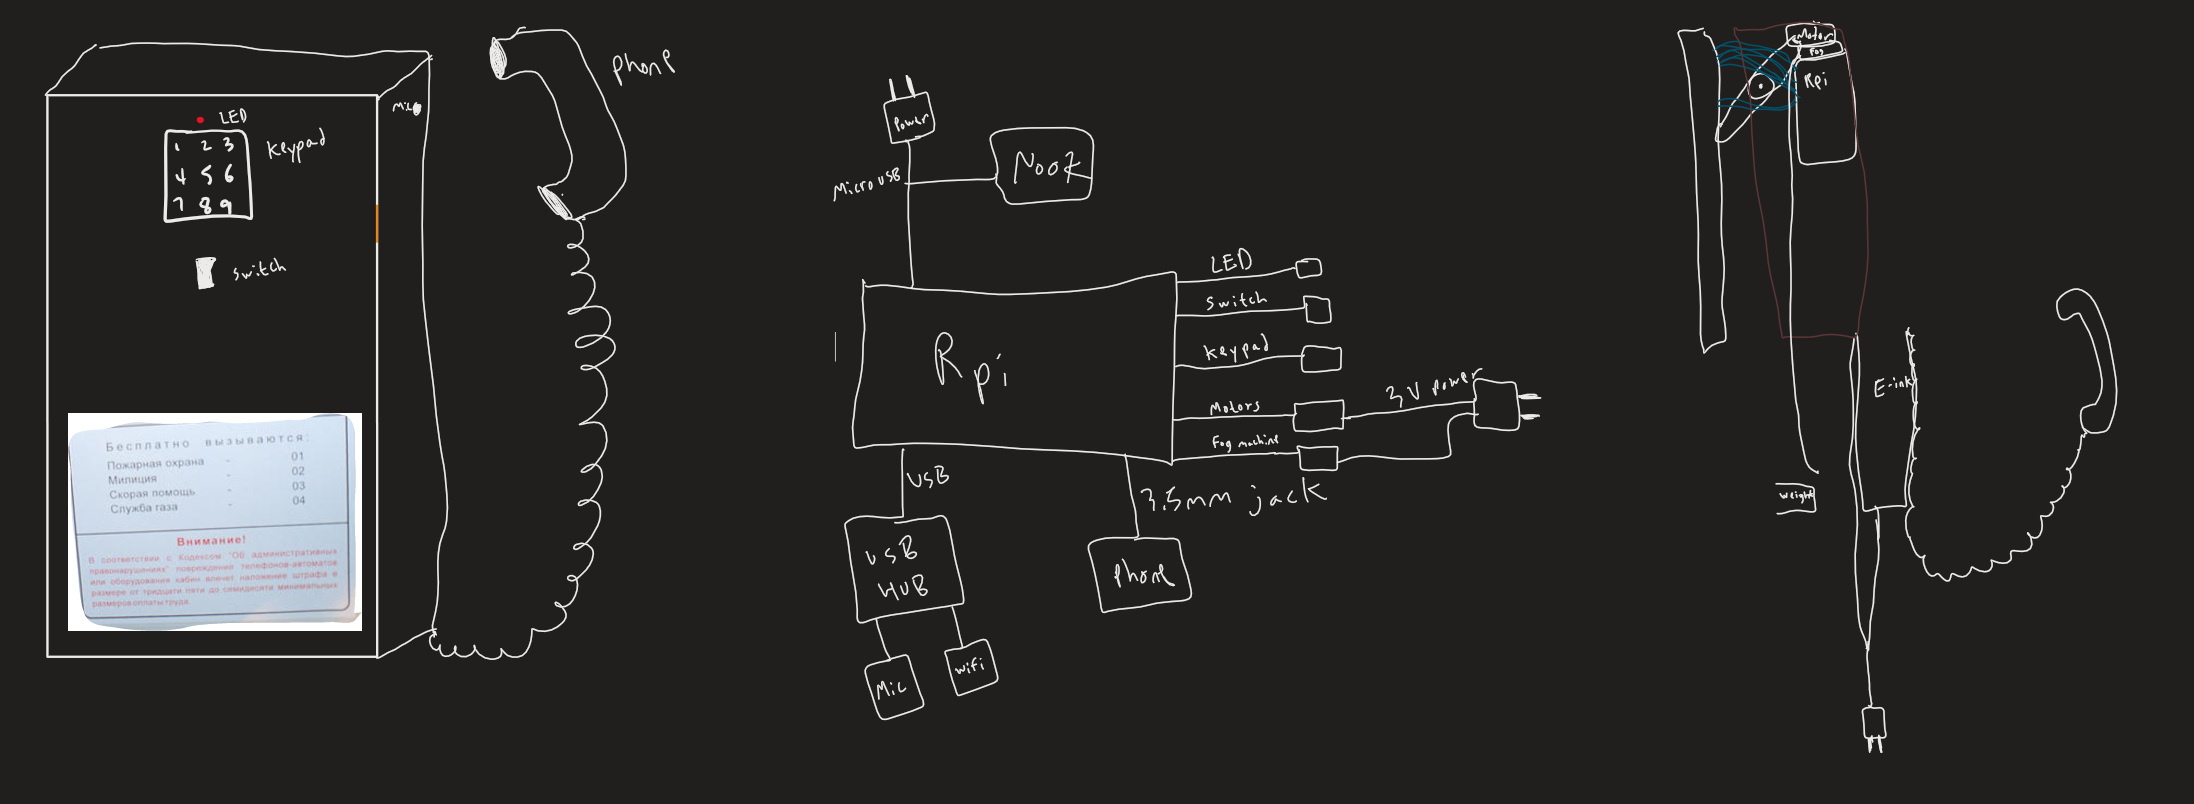 LED
1 2 3
4 5 6
7 8 9
Keypad
Switch
Mic
phone
Бесплатно вызываются:
Пожарная охрана - 01
Милиция - 02
Скорая помощь - 03
Служба газа - 04
Внимание!
В соответствии с Кодексом "Об административных
правонарушениях" повреждение телефонов-автоматов
или оборудования кабин влечет наложение штрафа в
размере от тридцати пяти до семидесяти минимальных
размеров оплаты труда.
Power
Micro USB
Nook
Rpi
LED
Switch
Keypad
Motors
Fog machine
3V power
USB
USB
HUB
Mic
wifi
3.5mm jack
phone
Motor
Fog
Rpi
E-ink
weight